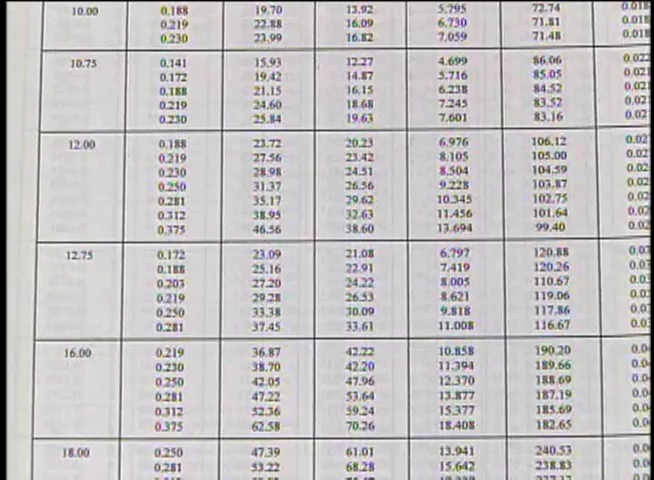 10.00 0.188 19.70 13.92 5.795 72.74 0.018
0.219 22.88 16.09 6.730 71.81 0.018
0.230 23.99 16.82 7.059 71.48 0.018
10.75 0.141 15.93 12.27 4.699 86.06 0.022
0.172 19.42 14.87 5.716 85.05 0.021
0.188 21.15 16.15 6.238 84.52 0.021
0.219 24.60 18.68 7.245 83.52 0.02
0.230 25.84 19.63 7.601 83.16 0.02
12.00 0.188 23.72 20.23 6.976 106.12 0.02
0.219 27.56 23.42 8.105 105.00 0.02
0.230 28.98 24.51 8.504 104.59 0.02
0.250 31.37 26.56 9.228 103.87 0.02
0.281 35.17 29.62 10.345 102.75 0.02
0.312 38.95 32.63 11.456 101.64 0.02
0.375 46.56 38.60 13.694 99.40 0.02
12.75 0.172 23.09 21.08 6.797 120.88 0.03
0.188 25.16 22.91 7.419 120.26 0.03
0.203 27.20 24.22 8.005 110.67 0.03
0.219 29.28 26.53 8.621 119.06 0.03
0.250 33.38 30.09 9.818 117.86 0.03
0.281 37.45 33.61 11.008 116.67 0.03
16.00 0.219 36.87 42.22 10.858 190.20 0.0
0.230 38.70 42.20 11.394 189.66 0.0
0.250 42.05 47.96 12.370 188.69 0.0
0.281 47.22 53.64 13.877 187.19 0.0
0.312 52.36 59.24 15.377 185.69 0.0
0.375 62.58 70.26 18.408 182.65 0.0
18.00 0.250 47.39 61.01 13.941 240.53 0.0
0.281 53.22 68.28 15.642 238.83 0.0